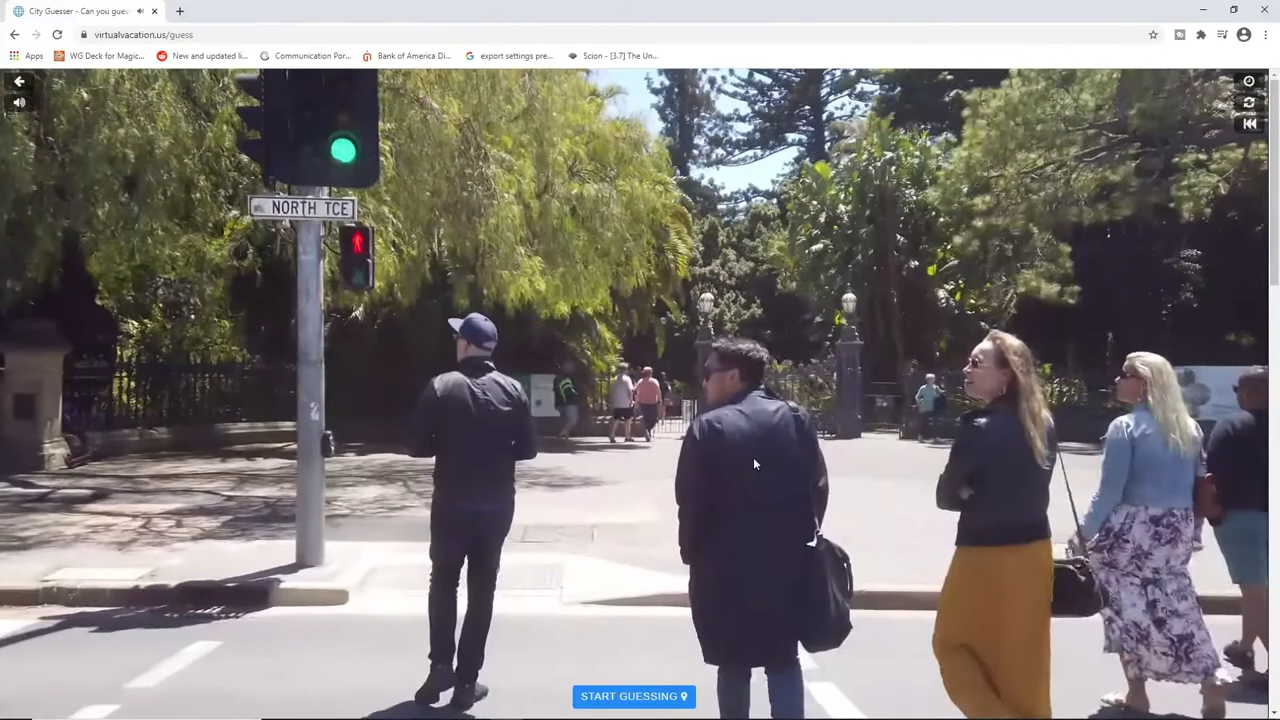 City Guesser - Can you gues
virtualvacation.us/guess
Apps
WG Deck for Magic...
New and updated li...
Communication Por...
Bank of America Di...
export settings pre...
Scion - [3.7] The Un...
NORTH TCE
START GUESSING